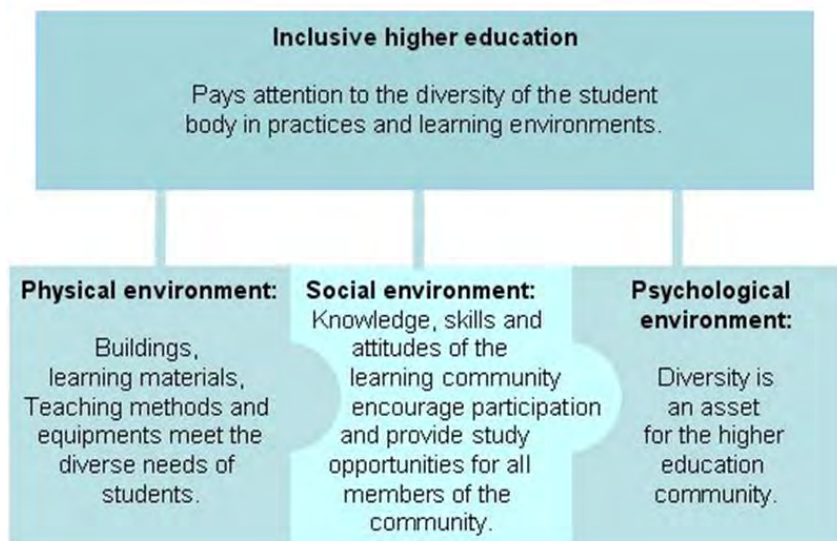 Inclusive higher education
Pays attention to the diversity of the student
body in practices and learning environments.
Physical environment:
Buildings,
learning materials,
Teaching methods and
equipments meet the
diverse needs of
students.
Social environment:
Knowledge, skills and
attitudes of the
learning community
encourage participation
and provide study
opportunities for all
members of the
community.
Psychological
environment:
Diversity is
an asset
for the higher
education
community.